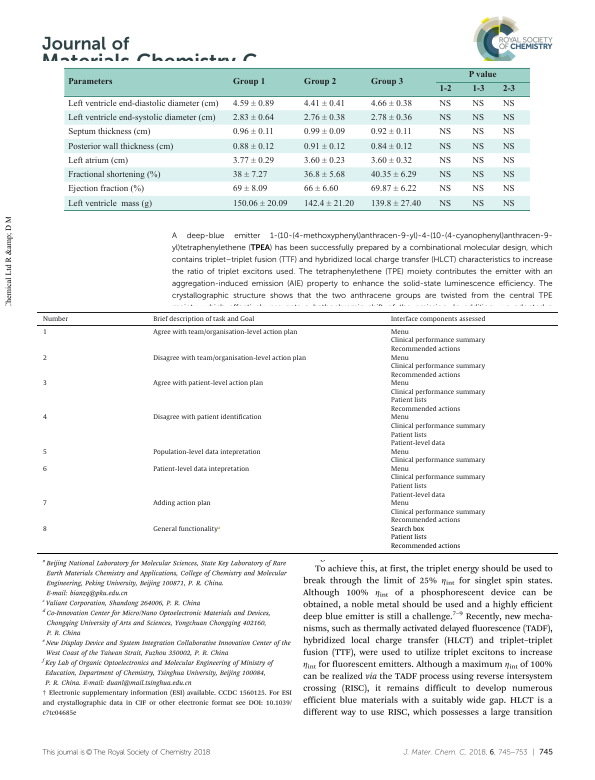 Journal of
Materials Chemistry C
ROYAL SOCIETY
OF CHEMISTRY
Parameters Group 1 Group 2 Group 3 P value
1-2 1-3 2-3
Left ventricle end-diastolic diameter (cm) 4.59 ± 0.89 4.41 ± 0.41 4.66 ± 0.38 NS NS NS
Left ventricle end-systolic diameter (cm) 2.83 ± 0.64 2.76 ± 0.38 2.78 ± 0.36 NS NS NS
Septum thickness (cm) 0.96 ± 0.11 0.99 ± 0.09 0.92 ± 0.11 NS NS NS
Posterior wall thickness (cm) 0.88 ± 0.12 0.91 ± 0.12 0.84 ± 0.12 NS NS NS
Left atrium (cm) 3.77 ± 0.29 3.60 ± 0.23 3.60 ± 0.32 NS NS NS
Fractional shortening (%) 38 ± 7.27 36.8 ± 5.68 40.35 ± 6.29 NS NS NS
Ejection fraction (%) 69 ± 8.09 66 ± 6.60 69.87 ± 6.22 NS NS NS
Left ventricle mass (g) 150.06 ± 20.09 142.4 ± 21.20 139.8 ± 27.40 NS NS NS
Chemical Ltd R &amp; D M
A deep-blue emitter 1-(10-(4-methoxyphenyl)anthracen-9-yl)-4-(10-(4-cyanophenyl)anthracen-9-
yl)tetraphenylethene (TPEA) has been successfully prepared by a combinational molecular design, which
contains triplet–triplet fusion (TTF) and hybridized local charge transfer (HLCT) characteristics to increase
the ratio of triplet excitons used. The tetraphenylethene (TPE) moiety contributes the emitter with an
aggregation-induced emission (AIE) property to enhance the solid-state luminescence efficiency. The
crystallographic structure shows that the two anthracene groups are twisted from the central TPE
Number Brief description of task and Goal Interface components assessed
1 Agree with team/organisation-level action plan Menu
Clinical performance summary
Recommended actions
2 Disagree with team/organisation-level action plan Menu
Clinical performance summary
Recommended actions
3 Agree with patient-level action plan Menu
Clinical performance summary
Patient lists
Recommended actions
4 Disagree with patient identification Menu
Clinical performance summary
Patient lists
Patient-level data
5 Population-level data intepretation Menu
Clinical performance summary
6 Patient-level data intepretation Menu
Clinical performance summary
Patient lists
Patient-level data
7 Adding action plan Menu
Clinical performance summary
Recommended actions
8 General functionalityᵃ Search box
Patient lists
Recommended actions
ᵃ Beijing National Laboratory for Molecular Sciences, State Key Laboratory of Rare
Earth Materials Chemistry and Applications, College of Chemistry and Molecular
Engineering, Peking University, Beijing 100871, P. R. China.
E-mail: bianzq@pku.edu.cn
ᶜ Valiant Corporation, Shandong 264006, P. R. China
ᵈ Co-Innovation Center for Micro/Nano Optoelectronic Materials and Devices,
Chongqing University of Arts and Sciences, Yongchuan Chongqing 402160,
P. R. China
ᵉ New Display Device and System Integration Collaborative Innovation Center of the
West Coast of the Taiwan Strait, Fuzhou 350002, P. R. China
ᶠ Key Lab of Organic Optoelectronics and Molecular Engineering of Ministry of
Education, Department of Chemistry, Tsinghua University, Beijing 100084,
P. R. China. E-mail: duanl@mail.tsinghua.edu.cn
† Electronic supplementary information (ESI) available. CCDC 1560125. For ESI
and crystallographic data in CIF or other electronic format see DOI: 10.1039/
c7tc04685e
To achieve this, at first, the triplet energy should be used to
break through the limit of 25% ηint for singlet spin states.
Although 100% ηint of a phosphorescent device can be
obtained, a noble metal should be used and a highly efficient
deep blue emitter is still a challenge.⁷⁻⁹ Recently, new mecha-
nisms, such as thermally activated delayed fluorescence (TADF),
hybridized local charge transfer (HLCT) and triplet–triplet
fusion (TTF), were used to utilize triplet excitons to increase
ηint for fluorescent emitters. Although a maximum ηint of 100%
can be realized via the TADF process using reverse intersystem
crossing (RISC), it remains difficult to develop numerous
efficient blue materials with a suitably wide gap. HLCT is a
different way to use RISC, which possesses a large transition
This journal is © The Royal Society of Chemistry 2018
J. Mater. Chem. C, 2018, 6, 745–753 | 745